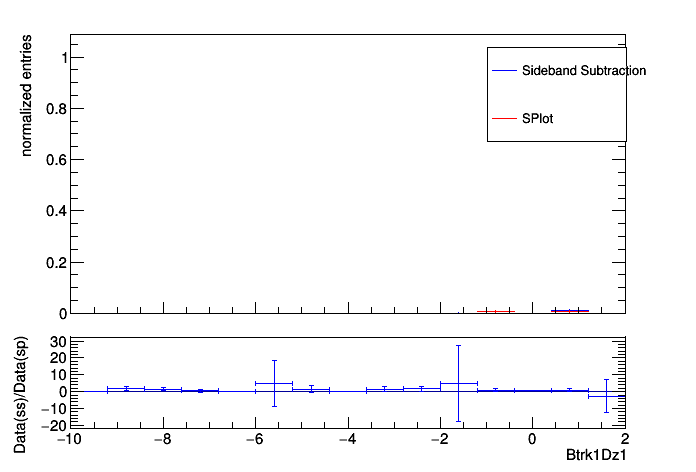 normalized entries
1
0.8
0.6
0.4
0.2
0
Sideband Subtraction
SPlot
Data(ss)/Data(sp)
30
20
10
0
−10
−20
−10 −8 −6 −4 −2 0 2
Btrk1Dz1